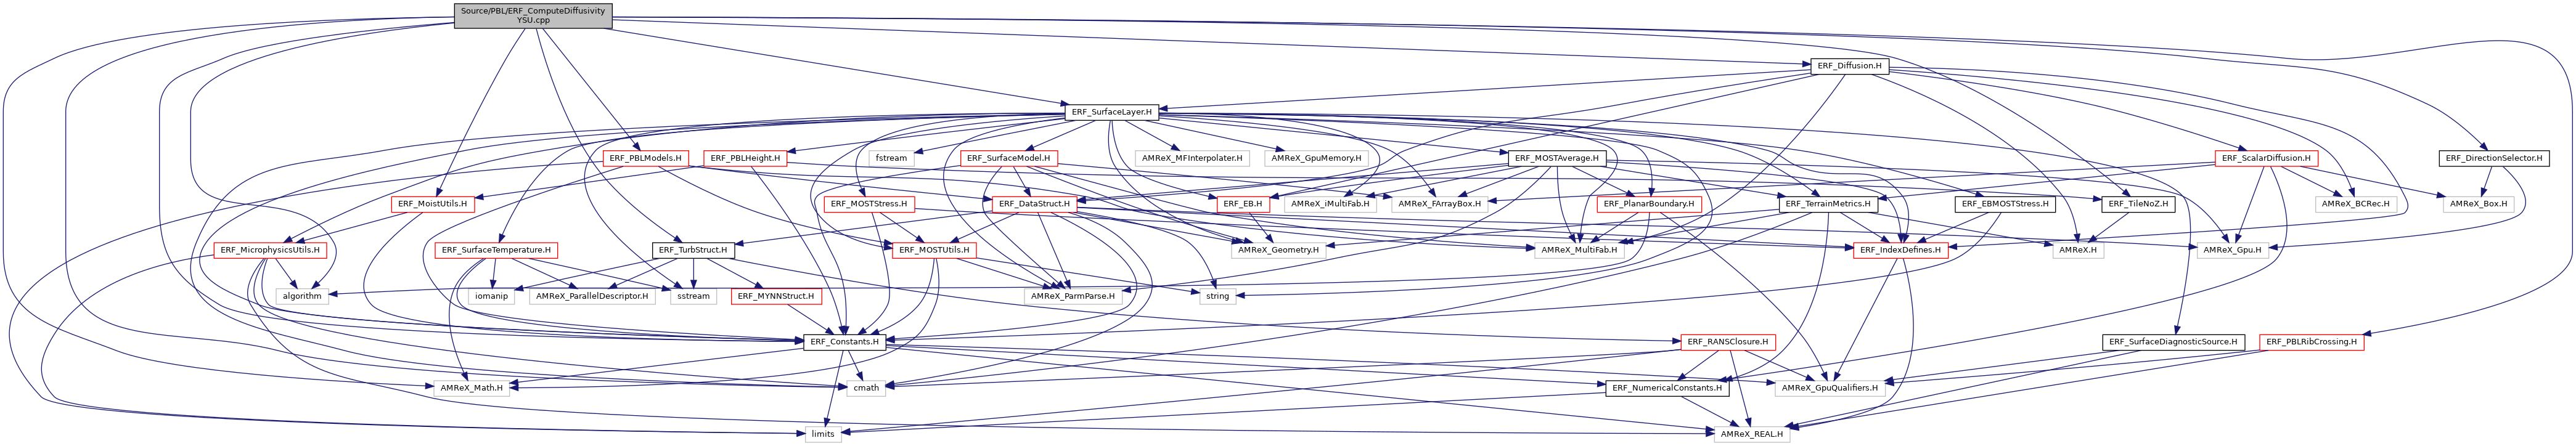 Source/PBL/ERF_ComputeDiffusivity
YSU.cpp
ERF_Diffusion.H
ERF_SurfaceLayer.H
ERF_PBLModels.H
ERF_PBLHeight.H
fstream
ERF_SurfaceModel.H
AMReX_MFInterpolater.H
AMReX_GpuMemory.H
ERF_MOSTAverage.H
ERF_ScalarDiffusion.H
ERF_DirectionSelector.H
ERF_MoistUtils.H
ERF_MOSTStress.H
ERF_DataStruct.H
ERF_EB.H
AMReX_iMultiFab.H
AMReX_FArrayBox.H
ERF_PlanarBoundary.H
ERF_TerrainMetrics.H
ERF_EBMOSTStress.H
ERF_TileNoZ.H
AMReX_BCRec.H
AMReX_Box.H
ERF_MicrophysicsUtils.H
ERF_SurfaceTemperature.H
ERF_TurbStruct.H
ERF_MOSTUtils.H
AMReX_Geometry.H
AMReX_MultiFab.H
ERF_IndexDefines.H
AMReX.H
AMReX_Gpu.H
algorithm
iomanip
AMReX_ParallelDescriptor.H
sstream
ERF_MYNNStruct.H
AMReX_ParmParse.H
string
ERF_Constants.H
ERF_RANSClosure.H
ERF_SurfaceDiagnosticSource.H
ERF_PBLRibCrossing.H
AMReX_Math.H
cmath
ERF_NumericalConstants.H
AMReX_GpuQualifiers.H
limits
AMReX_REAL.H